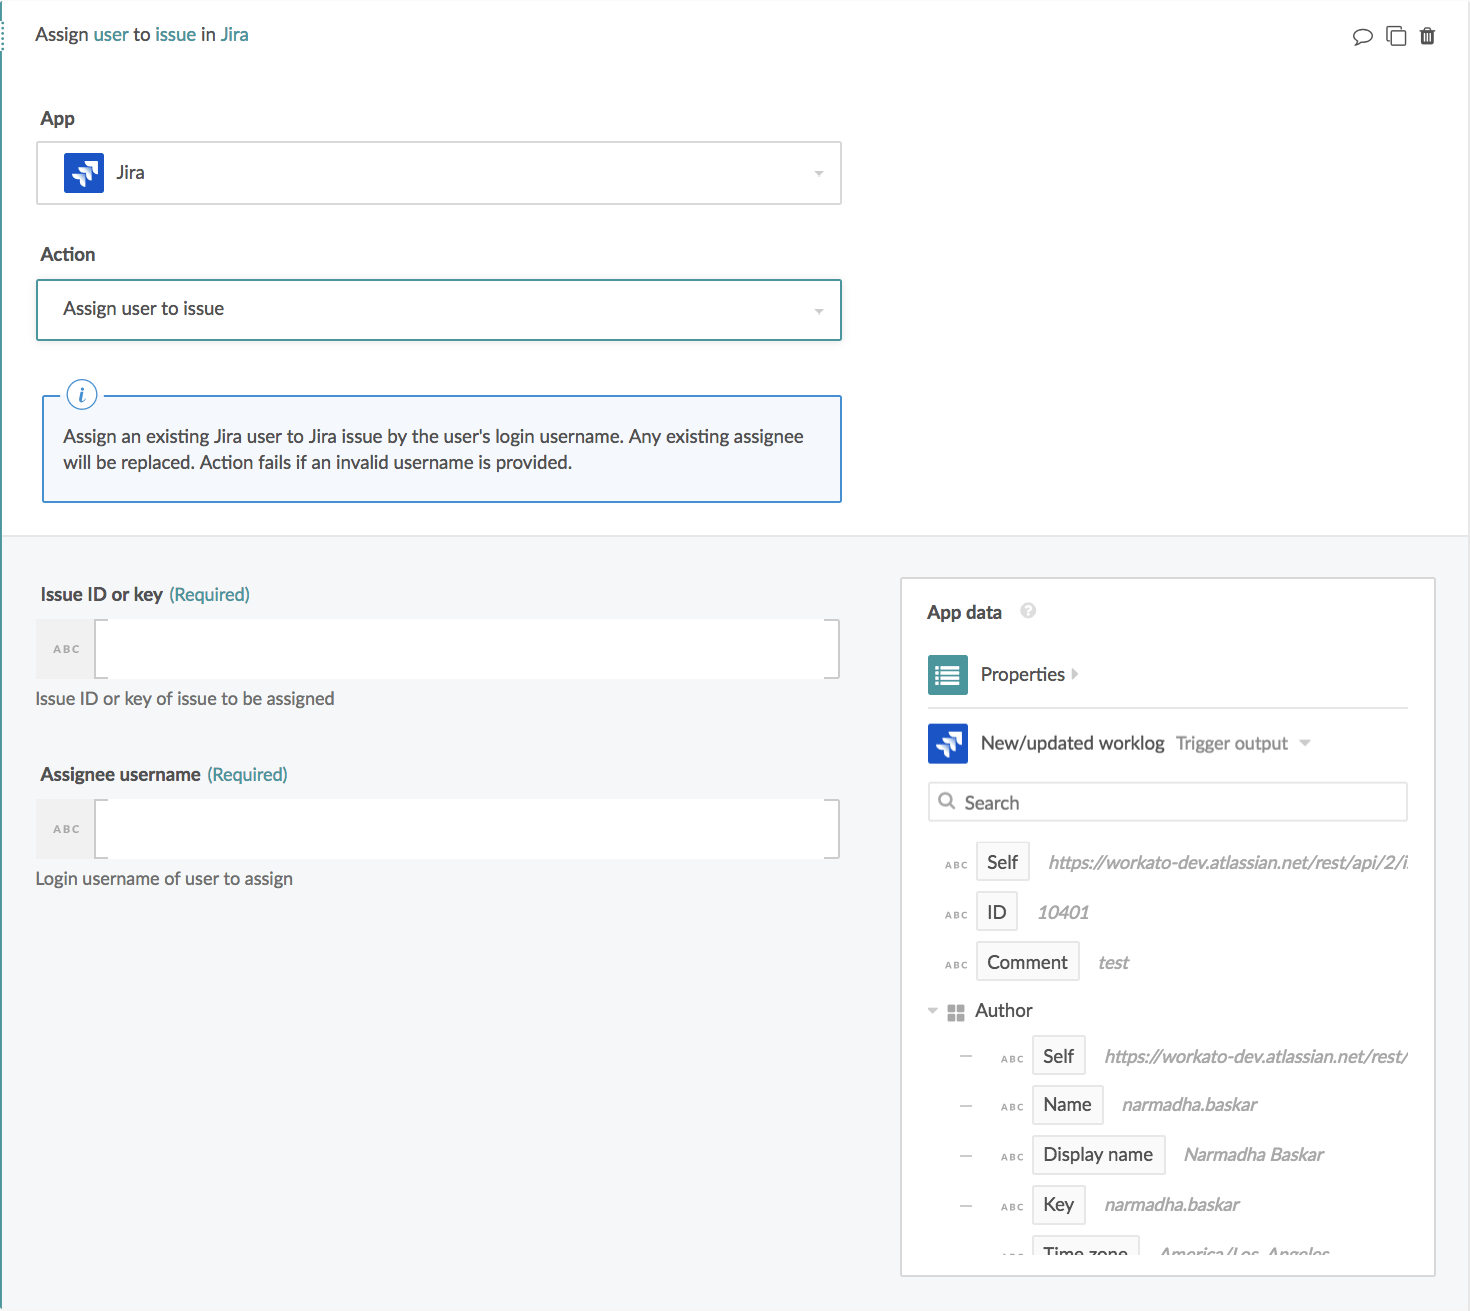 Assign user to issue in Jira
App
Jira
Action
Assign user to issue
i
Assign an existing Jira user to Jira issue by the user's login username. Any existing assignee
will be replaced. Action fails if an invalid username is provided.
Issue ID or key (Required)
ABC
Issue ID or key of issue to be assigned
Assignee username (Required)
ABC
Login username of user to assign
App data ?
Properties
New/updated worklog Trigger output
Search
ABC Self https://workato-dev.atlassian.net/rest/api/2/i
ABC ID 10401
ABC Comment test
Author
ABC Self https://workato-dev.atlassian.net/rest/
ABC Name narmadha.baskar
ABC Display name Narmadha Baskar
ABC Key narmadha.baskar
ABC Time zone America/Los_Angeles